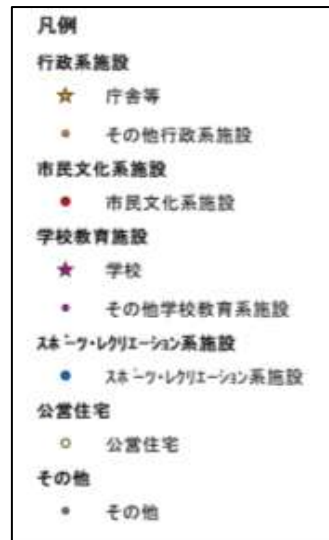 凡例
行政系施設
庁舎等
その他行政系施設
市民文化系施設
市民文化系施設
学校教育施設
学校
その他学校教育系施設
ｽﾎﾟｰﾂ・ﾚｸﾘｴｰｼｮﾝ系施設
ｽﾎﾟｰﾂ・ﾚｸﾘｴｰｼｮﾝ系施設
公営住宅
公営住宅
その他
その他